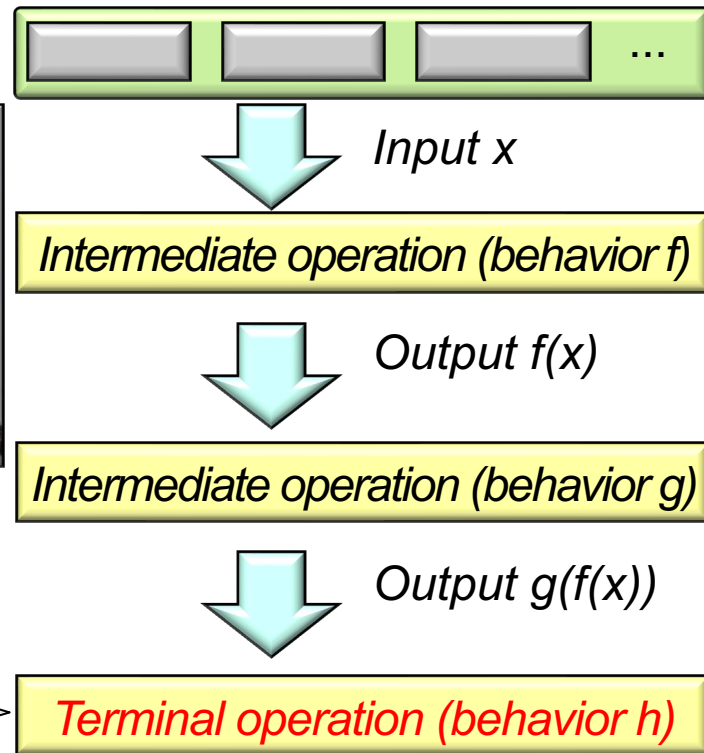 ...
Input x
Intermediate operation (behavior f)
Output f(x)
Intermediate operation (behavior g)
Output g(f(x))
Terminal operation (behavior h)